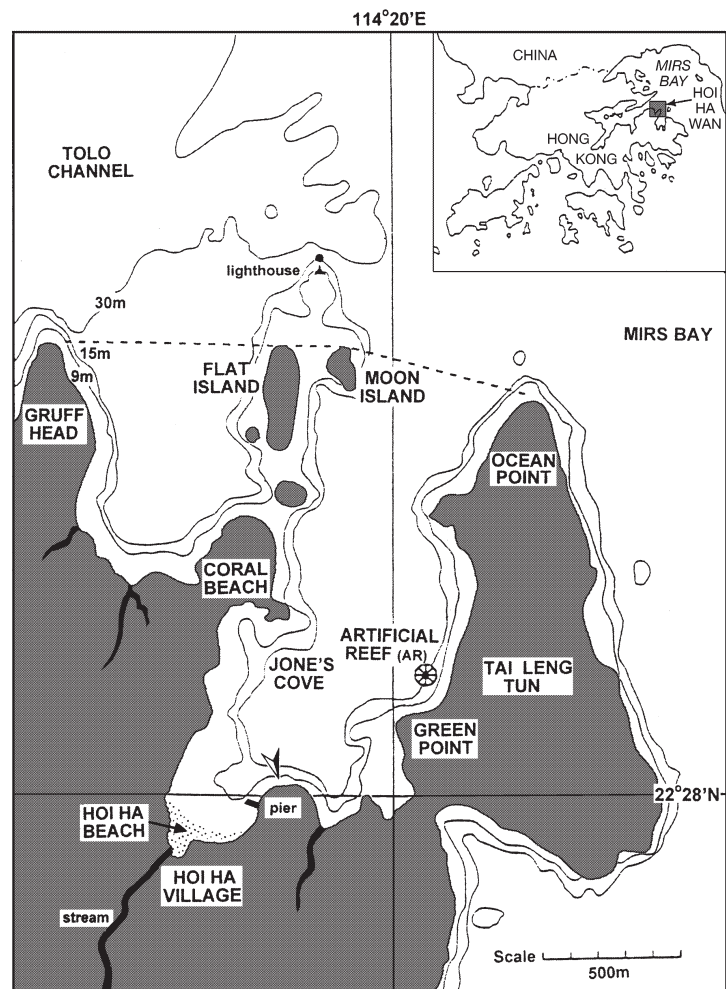 114°20'E
CHINA
MIRS
BAY
HOI
HA
WAN
HONG
KONG
TOLO
CHANNEL
lighthouse
30m
MIRS BAY
15m
9m
FLAT
ISLAND
MOON
ISLAND
GRUFF
HEAD
OCEAN
POINT
CORAL
BEACH
ARTIFICIAL
REEF (AR)
JONE'S
COVE
TAI LENG
TUN
GREEN
POINT
22°28'N
HOI HA
BEACH
pier
HOI HA
VILLAGE
stream
Scale
500m